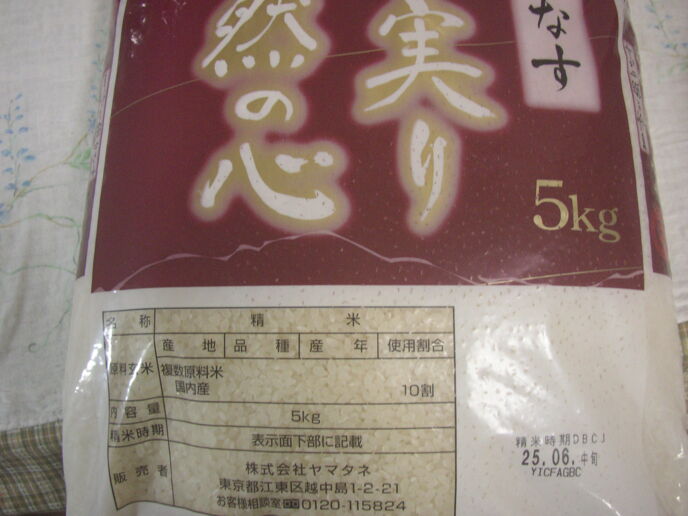 なす
実り
然の心
5kg
名称 精米
産地 品種 産年 使用割合
原料玄米 複数原料米
国内産 10割
内容量 5kg
精米時期 表示面下部に記載
販売者 株式会社ヤマタネ
東京都江東区越中島1-2-21
お客様相談室 0120-115824
精米時期DBCJ
25.06.中旬
YICFAGBC